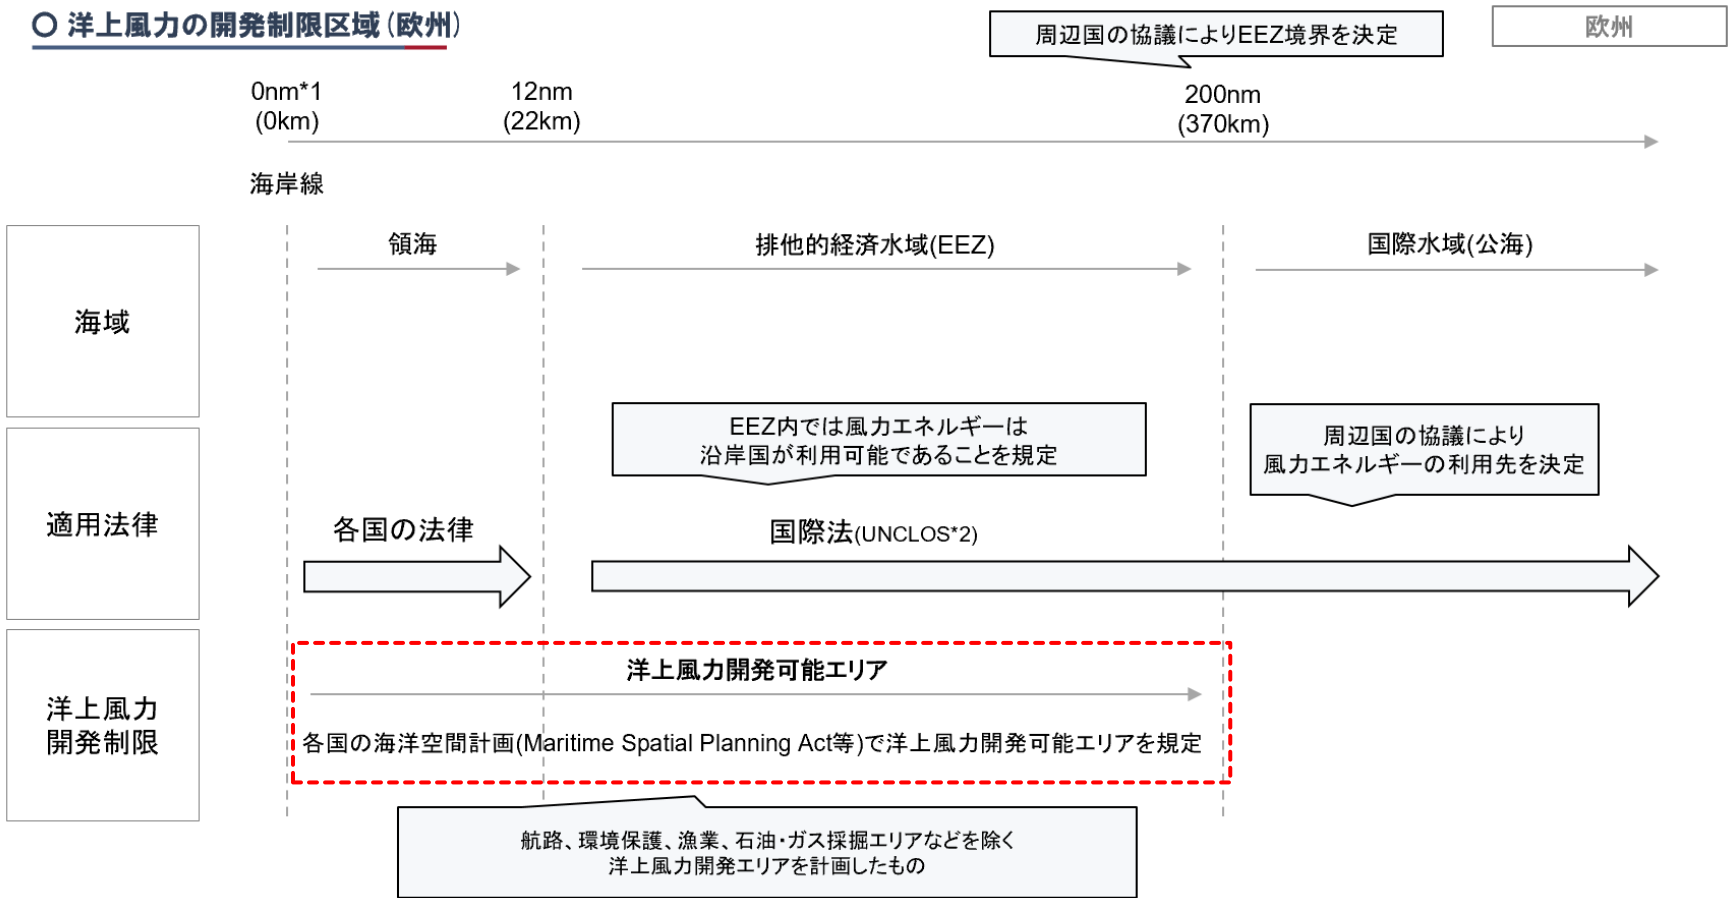 〇 洋上風力の開発制限区域(欧州)
周辺国の協議によりEEZ境界を決定
欧州
0nm*1
(0km)
12nm
(22km)
200nm
(370km)
海岸線
海域
領海
排他的経済水域(EEZ)
国際水域(公海)
適用法律
EEZ内では風力エネルギーは
沿岸国が利用可能であることを規定
周辺国の協議により
風力エネルギーの利用先を決定
各国の法律
国際法(UNCLOS*2)
洋上風力
開発制限
洋上風力開発可能エリア
各国の海洋空間計画(Maritime Spatial Planning Act等)で洋上風力開発可能エリアを規定
航路、環境保護、漁業、石油・ガス採掘エリアなどを除く
洋上風力開発エリアを計画したもの